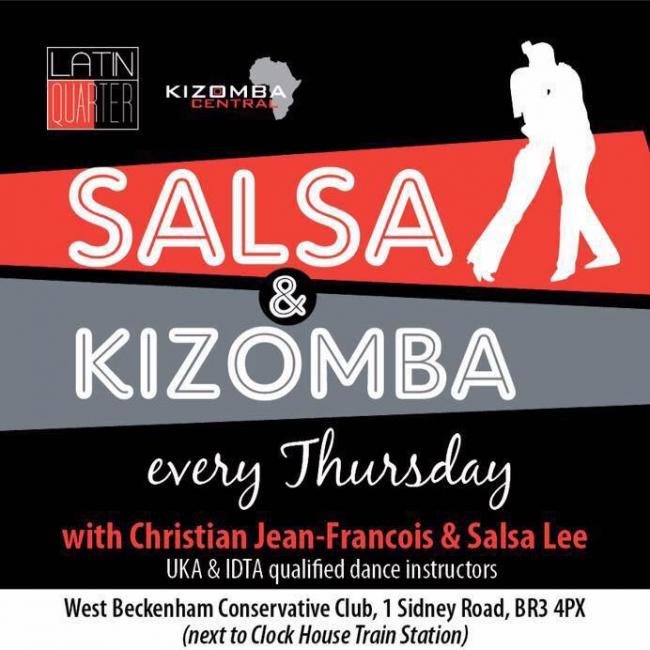 LATIN
QUARTER
KIZOMBA
CENTRAL
SALSA
&
KIZOMBA
every Thursday
with Christian Jean-Francois & Salsa Lee
UKA & IDTA qualified dance instructors
West Beckenham Conservative Club, 1 Sidney Road, BR3 4PX
(next to Clock House Train Station)